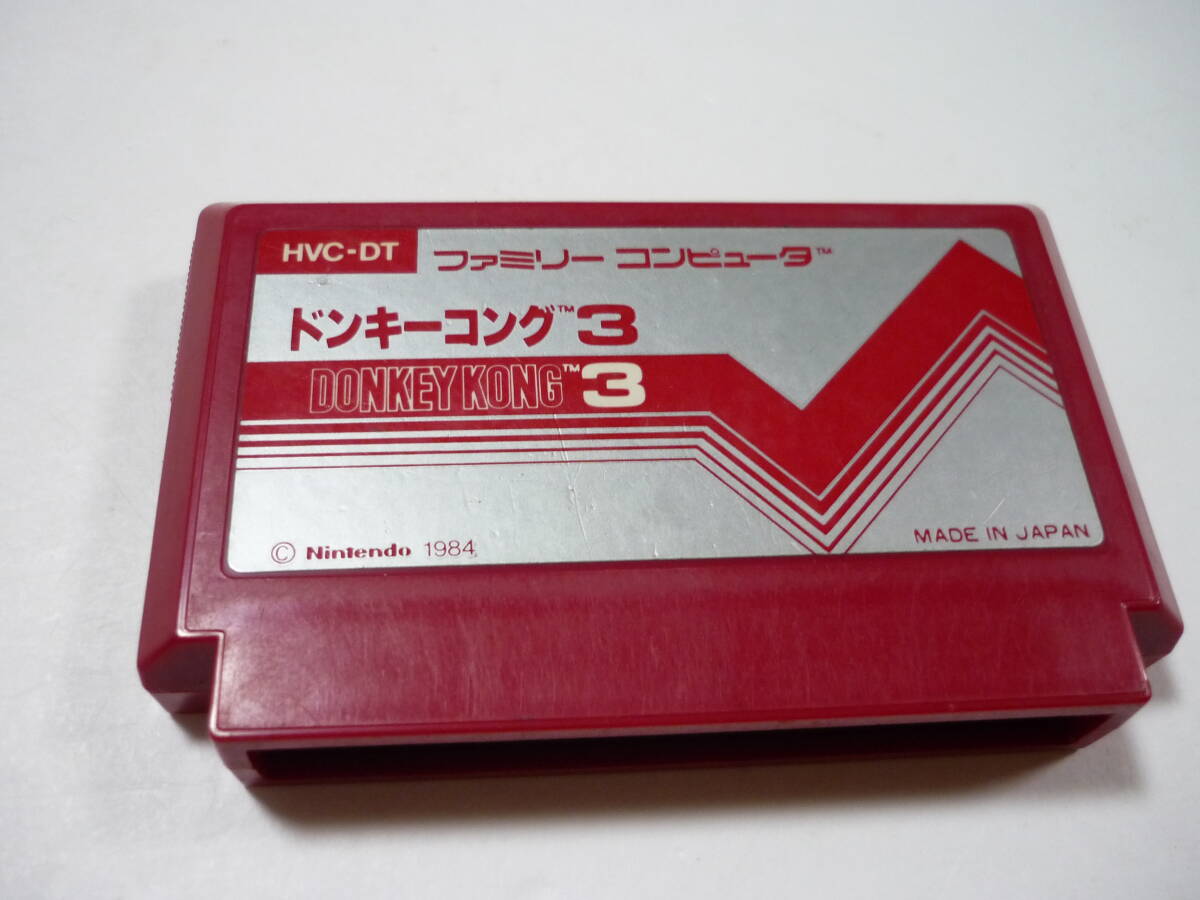 HVC-DT ファミリー コンピュータ™
ドンキーコング™3
DONKEY KONG™3
© Nintendo 1984
MADE IN JAPAN